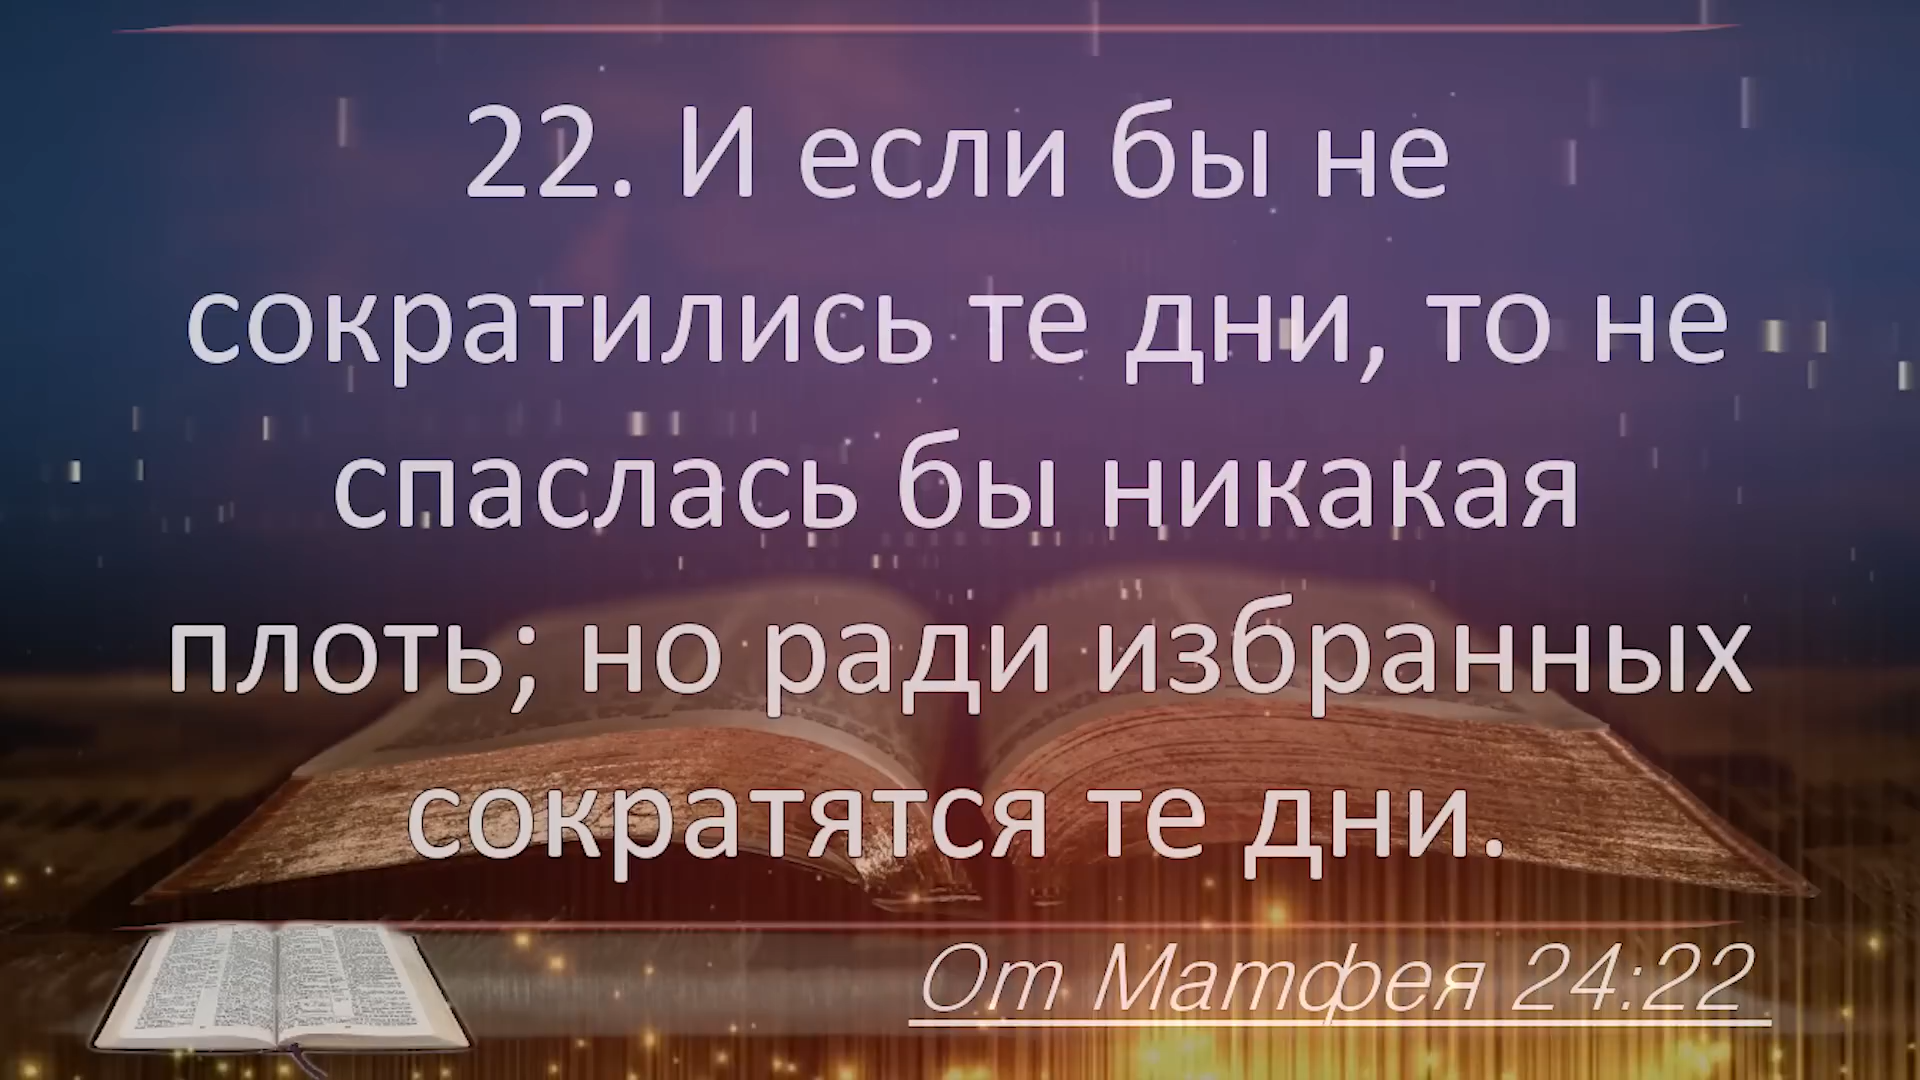 22. И если бы не
сократились те дни, то не
спаслась бы никакая
плоть; но ради избранных
сократятся те дни.
От Матфея 24:22